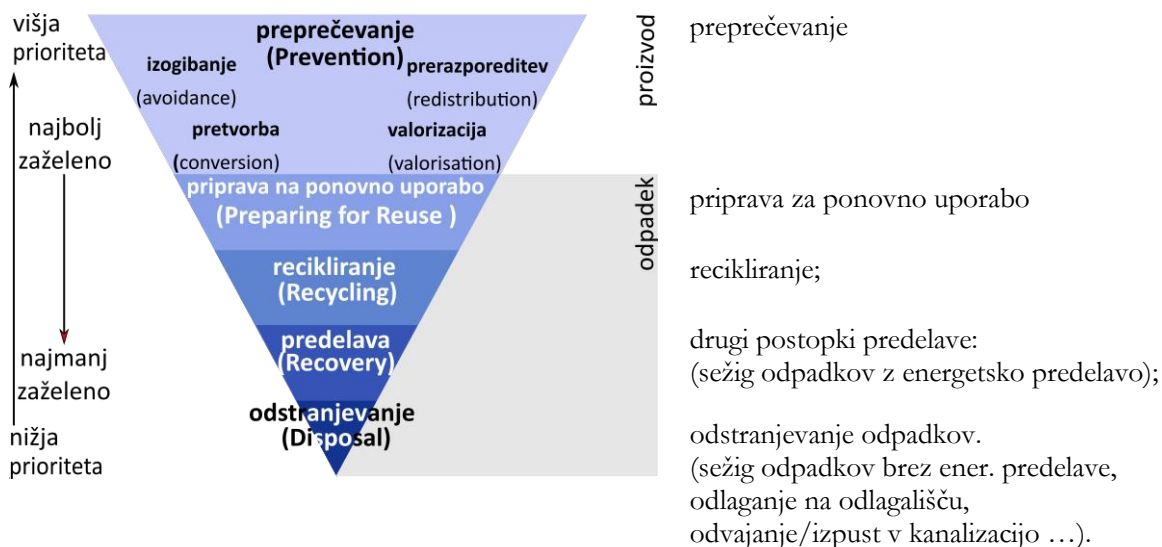 višja
prioriteta
najbolj
zaželeno
najmanj
zaželeno
nižja
prioriteta
preprečevanje
(Prevention)
izogibanje
(avoidance)
prerazporeditev
(redistribution)
pretvorba
(conversion)
valorizacija
(valorisation)
priprava na ponovno uporabo
(Preparing for Reuse )
recikliranje
(Recycling)
predelava
(Recovery)
odstranjevanje
(Disposal)
proizvod
odpadek
preprečevanje
priprava za ponovno uporabo
recikliranje;
drugi postopki predelave:
(sežig odpadkov z energetsko predelavo);
odstranjevanje odpadkov.
(sežig odpadkov brez ener. predelave,
odlaganje na odlagališču,
odvajanje/izpust v kanalizacijo …).